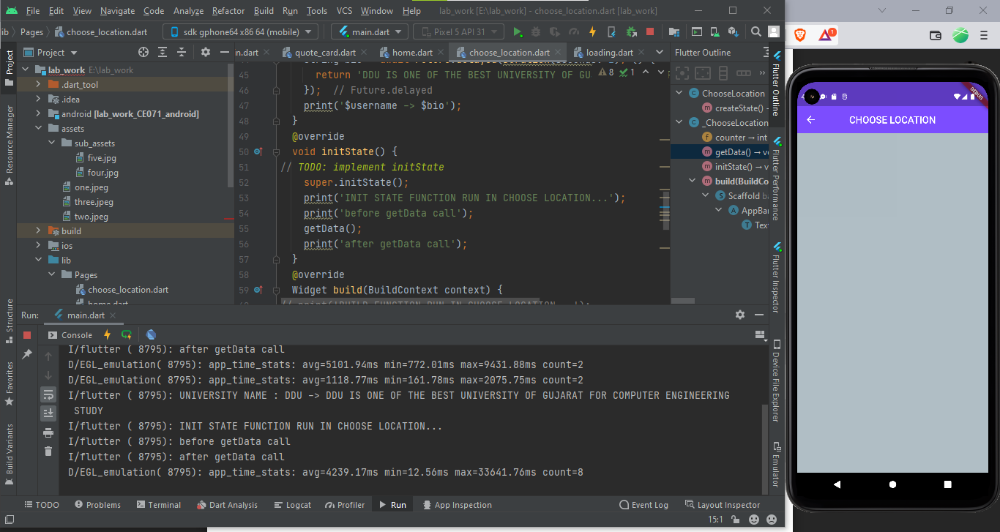 File Edit View Navigate Code Analyze Refactor Build Run Tools VCS Window Help lab_work [E:\lab_work] - choose_location.dart [lab_work]
lib Pages choose_location.dart sdk gphone64 x86 64 (mobile) main.dart Pixel 5 API 31
Project
n.dart quote_card.dart home.dart choose_location.dart loading.dart Flutter Outline
lab_work E:\lab_work
.dart_tool
.idea
android [lab_work_CE071_android]
assets
sub_assets
five.jpg
four.jpg
one.jpeg
three.jpeg
two.jpeg
build
ios
lib
Pages
choose_location.dart
home.dart
45 return 'DDU IS ONE OF THE BEST UNIVERSITY OF GU 8 1
46 }); // Future.delayed
47 print('$username -> $bio');
48 }
49 @override
50 void initState() {
51 // TODO: implement initState
52 super.initState();
53 print('INIT STATE FUNCTION RUN IN CHOOSE LOCATION...');
54 print('before getData call');
55 getData();
56 print('after getData call');
57 }
58 @override
59 Widget build(BuildContext context) {
// print('BUILD FUNCTION RUN IN CHOOSE LOCATION...');
ChooseLocation
createState() →
_ChooseLocation
counter → int
getData() → vo
initState() → v
build(BuildCo
Scaffold ba
AppBar
Tex
Project
Resource Manager
Structure
Favorites
Build Variants
Flutter Outline
Flutter Performance
Flutter Inspector
Device File Explorer
Emulator
Run: main.dart
Console
I/flutter ( 8795): after getData call
D/EGL_emulation( 8795): app_time_stats: avg=5101.94ms min=772.01ms max=9431.88ms count=2
D/EGL_emulation( 8795): app_time_stats: avg=1118.77ms min=161.78ms max=2075.75ms count=2
I/flutter ( 8795): UNIVERSITY NAME : DDU -> DDU IS ONE OF THE BEST UNIVERSITY OF GUJARAT FOR COMPUTER ENGINEERING
STUDY
I/flutter ( 8795): INIT STATE FUNCTION RUN IN CHOOSE LOCATION...
I/flutter ( 8795): before getData call
I/flutter ( 8795): after getData call
D/EGL_emulation( 8795): app_time_stats: avg=4239.17ms min=12.56ms max=33641.76ms count=8
TODO Problems Terminal Dart Analysis Logcat Profiler Run App Inspection Event Log Layout Inspector
15:1
1
DEBUG
CHOOSE LOCATION